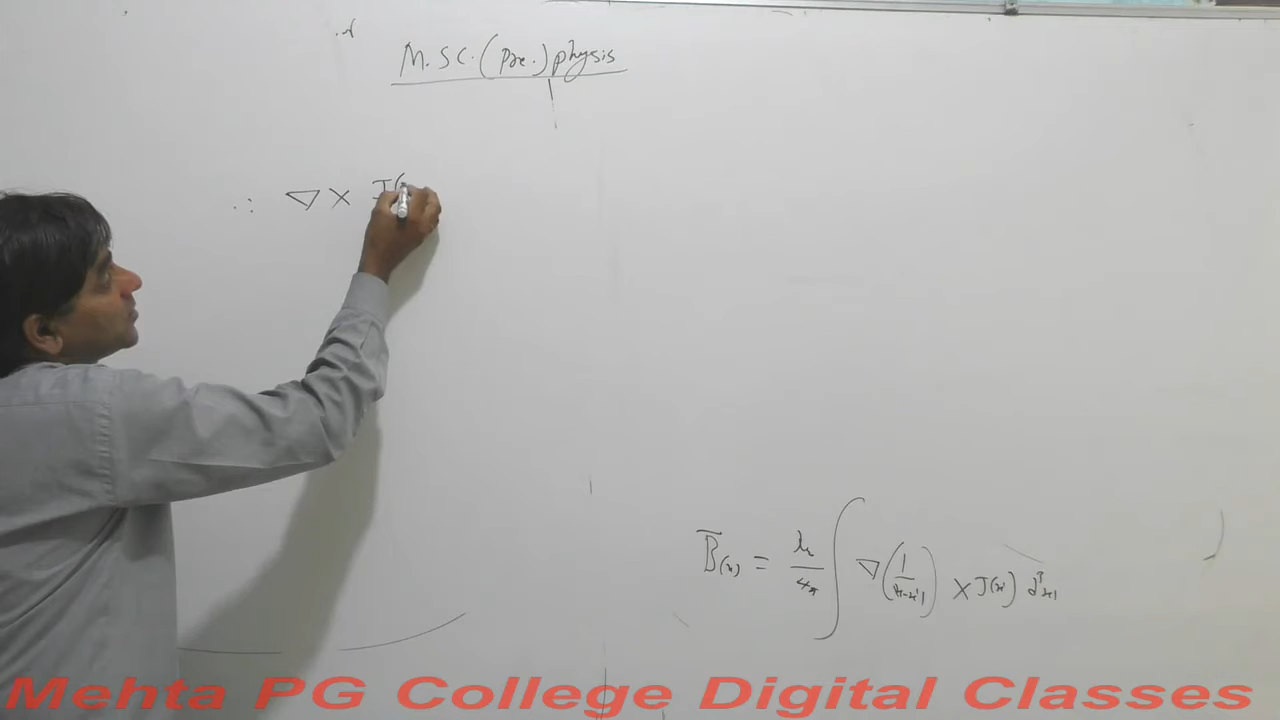 M.SC. (pre.) physis
∴ ∇ × J(
B̄(x) = μ/4π ∫ ∇(1/|x-x'|) × J(x') d³x'
Mehta PG College Digital Classes